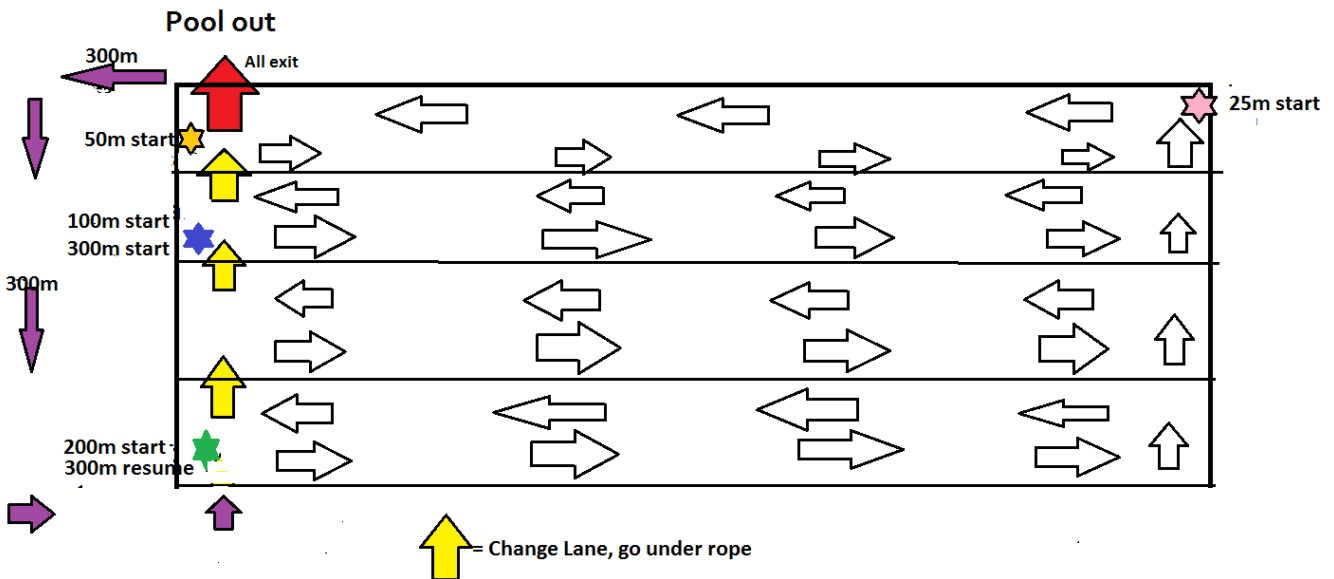 Pool out
300m
All exit
25m start
50m start
100m start
300m start
300m
200m start
300m resume
= Change Lane, go under rope